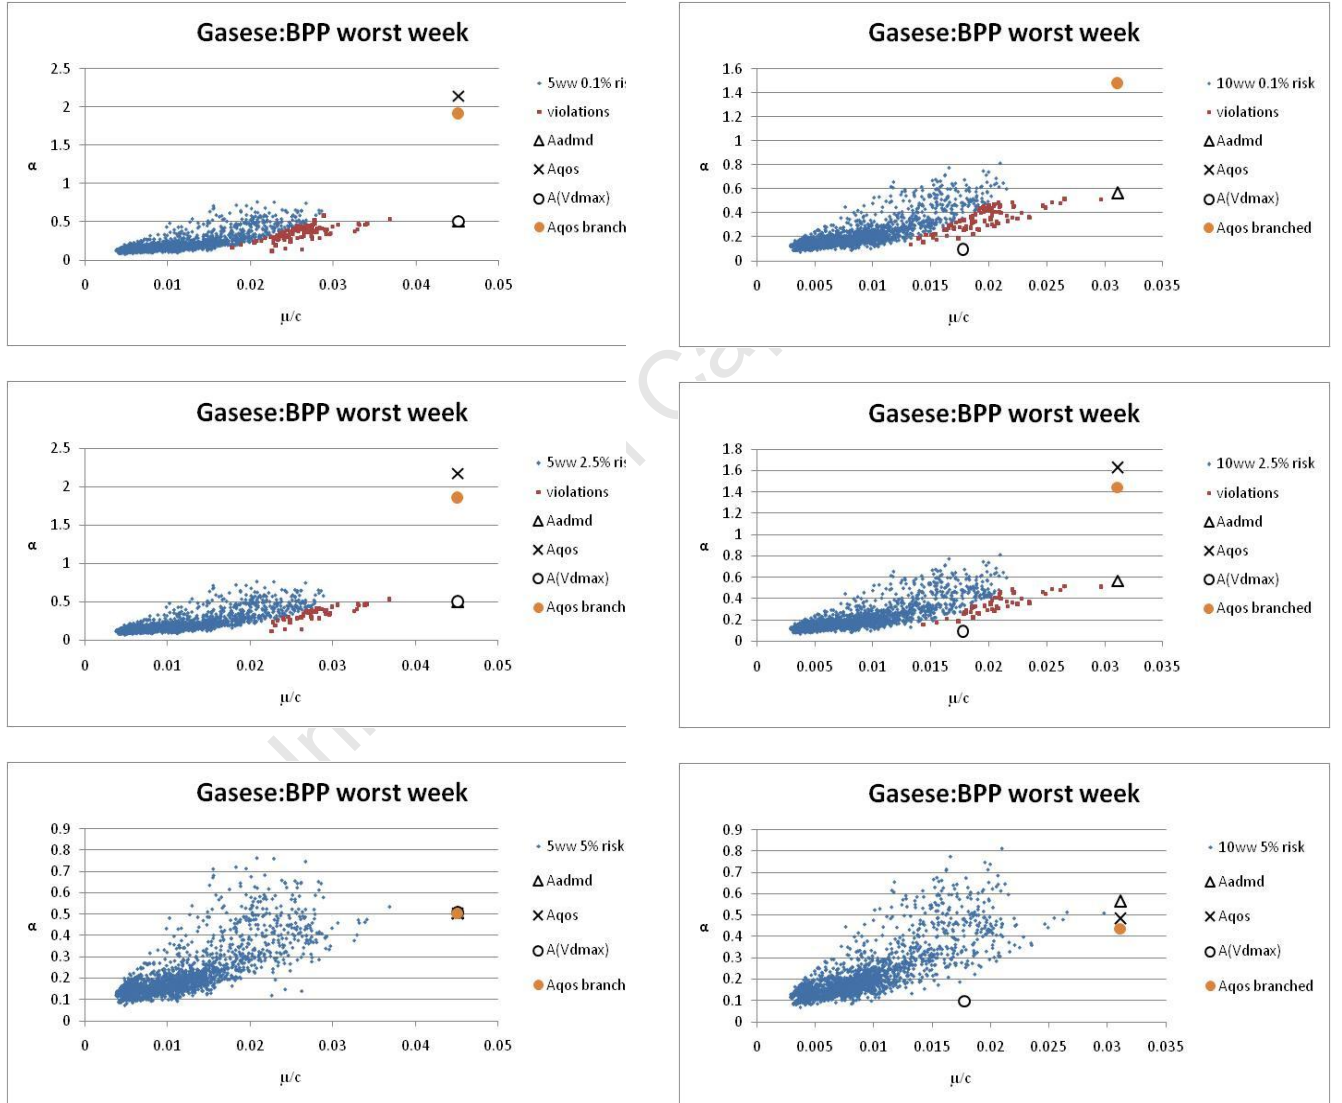 Gasese:BPP worst week
2.5
2
1.5
1
0.5
0
0
0.01
0.02
0.03
0.04
0.05
α
μ/c
5ww 0.1% ri
violations
Aadmd
Aqos
A(Vdmax)
Aqos branch
Gasese:BPP worst week
1.6
1.4
1.2
1
0.8
0.6
0.4
0.2
0
0
0.005
0.01
0.015
0.02
0.025
0.03
0.035
α
μ/c
10ww 0.1% risk
violations
Aadmd
Aqos
A(Vdmax)
Aqos branched
Gasese:BPP worst week
2.5
2
1.5
1
0.5
0
0
0.01
0.02
0.03
0.04
0.05
α
μ/c
5ww 2.5% ri
violations
Aadmd
Aqos
A(Vdmax)
Aqos branch
Gasese:BPP worst week
1.8
1.6
1.4
1.2
1
0.8
0.6
0.4
0.2
0
0
0.005
0.01
0.015
0.02
0.025
0.03
0.035
α
μ/c
10ww 2.5% risk
violations
Aadmd
Aqos
A(Vdmax)
Aqos branched
Gasese:BPP worst week
0.9
0.8
0.7
0.6
0.5
0.4
0.3
0.2
0.1
0
0
0.01
0.02
0.03
0.04
0.05
α
μ/c
5ww 5% risk
Aadmd
Aqos
A(Vdmax)
Aqos branch
Gasese:BPP worst week
0.9
0.8
0.7
0.6
0.5
0.4
0.3
0.2
0.1
0
0
0.005
0.01
0.015
0.02
0.025
0.03
0.035
α
μ/c
10ww 5% risk
Aadmd
Aqos
A(Vdmax)
Aqos branched